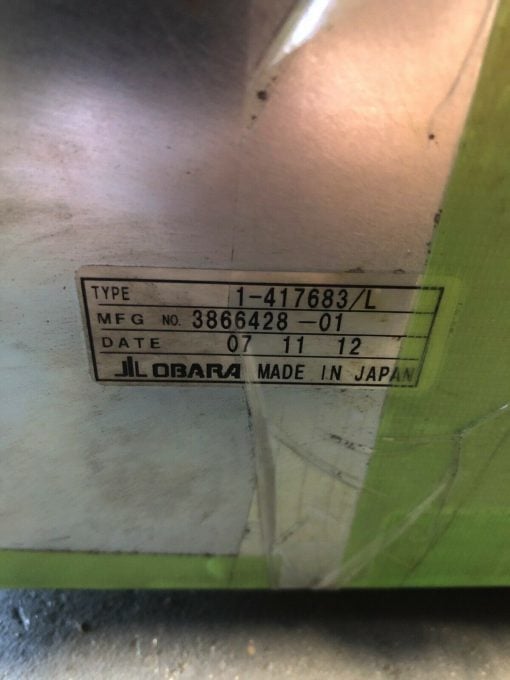 TYPE 1-417683/L
MFG NO. 3866428-01
DATE 07 11 12
OBARA MADE IN JAPAN